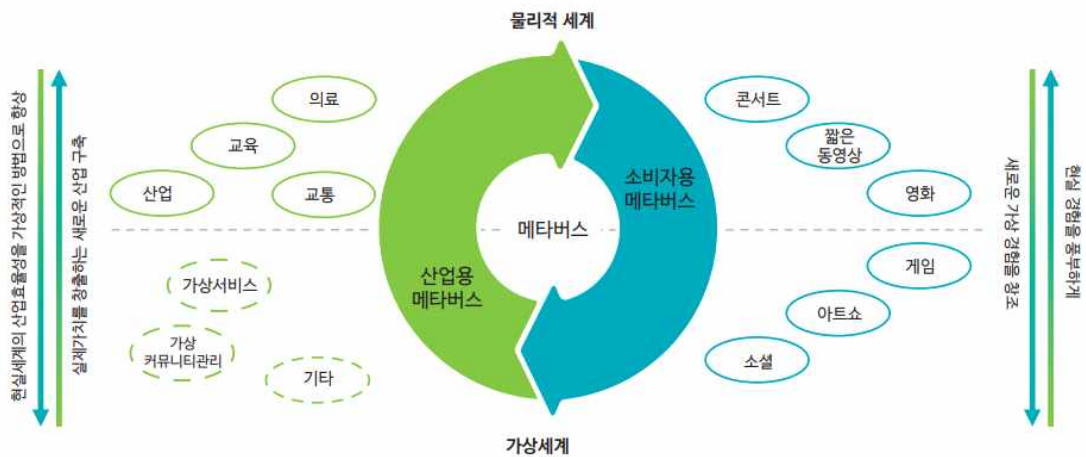 물리적 세계
현실세계의 산업효율성을 가상적인 방법으로 향상
실제가치를 창출하는 새로운 산업 구축
의료
교육
산업
교통
가상서비스
가상
커뮤니티관리
기타
산업용
메타버스
메타버스
소비자용
메타버스
콘서트
짧은
동영상
영화
게임
아트쇼
소셜
새로운 가상 경험을 창조
현실 경험을 풍부하게
가상세계